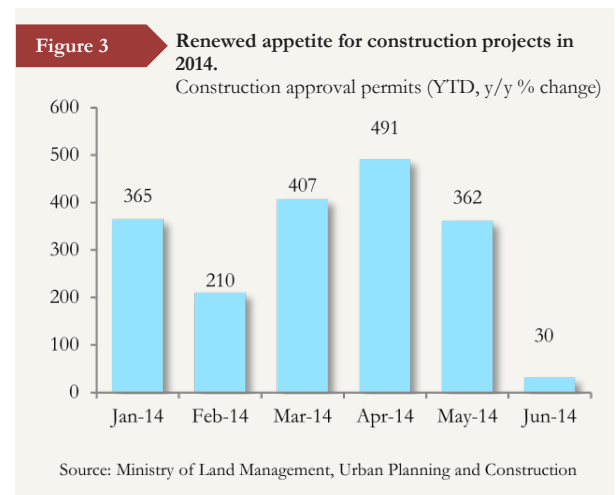 Figure 3
Renewed appetite for construction projects in
2014.
Construction approval permits (YTD, y/y % change)
600
500
400
300
200
100
0
365
210
407
491
362
30
Jan-14 Feb-14 Mar-14 Apr-14 May-14 Jun-14
Source: Ministry of Land Management, Urban Planning and Construction